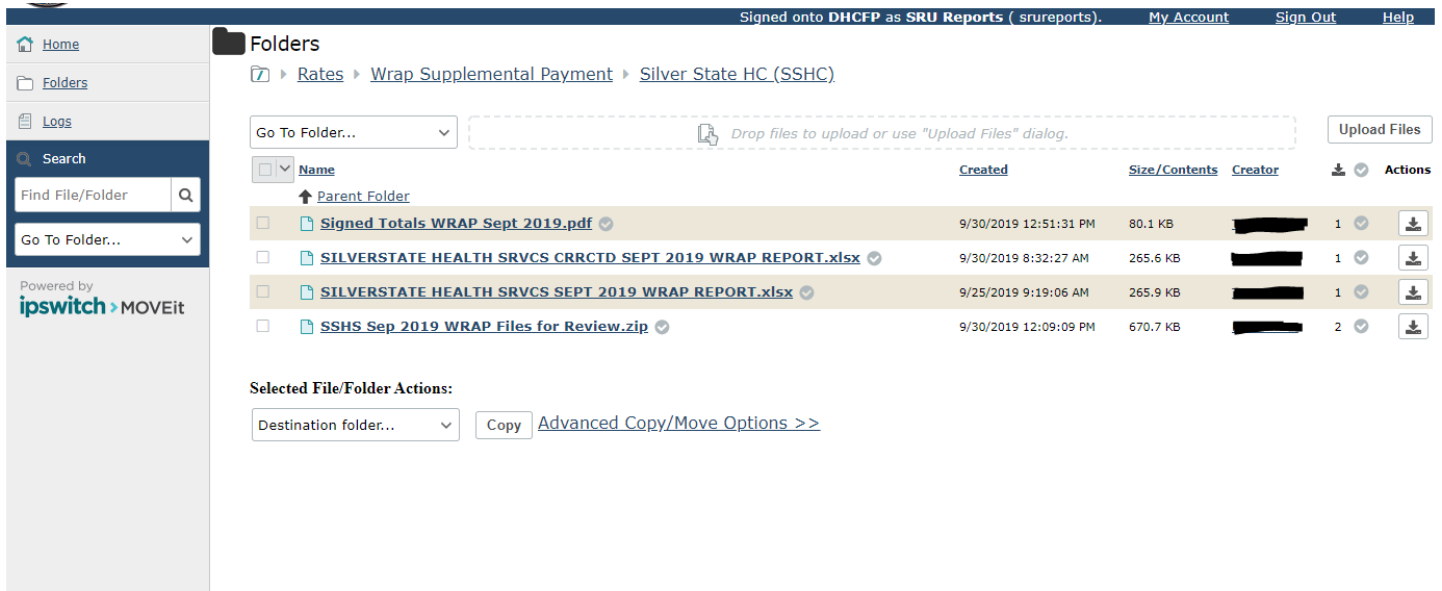 Signed onto DHCFP as SRU Reports ( srureports). My Account Sign Out Help
Home
Folders
Logs
Search
Find File/Folder
Go To Folder...
Powered by
ipswitch MOVEit
Folders
Rates Wrap Supplemental Payment Silver State HC (SSHC)
Go To Folder... Drop files to upload or use "Upload Files" dialog. Upload Files
Name Created Size/Contents Creator Actions
Parent Folder
Signed Totals WRAP Sept 2019.pdf 9/30/2019 12:51:31 PM 80.1 KB 1
SILVERSTATE HEALTH SRVCS CRRCTD SEPT 2019 WRAP REPORT.xlsx 9/30/2019 8:32:27 AM 265.6 KB 1
SILVERSTATE HEALTH SRVCS SEPT 2019 WRAP REPORT.xlsx 9/25/2019 9:19:06 AM 265.9 KB 1
SSHS Sep 2019 WRAP Files for Review.zip 9/30/2019 12:09:09 PM 670.7 KB 2
Selected File/Folder Actions:
Destination folder... Copy Advanced Copy/Move Options >>